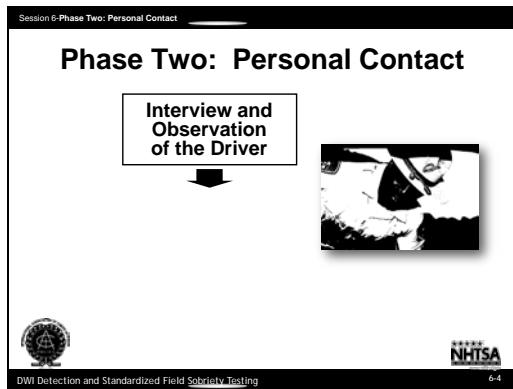 Session 6-Phase Two: Personal Contact
Phase Two: Personal Contact
Interview and
Observation
of the Driver
NHTSA
DWI Detection and Standardized Field Sobriety Testing
6-4